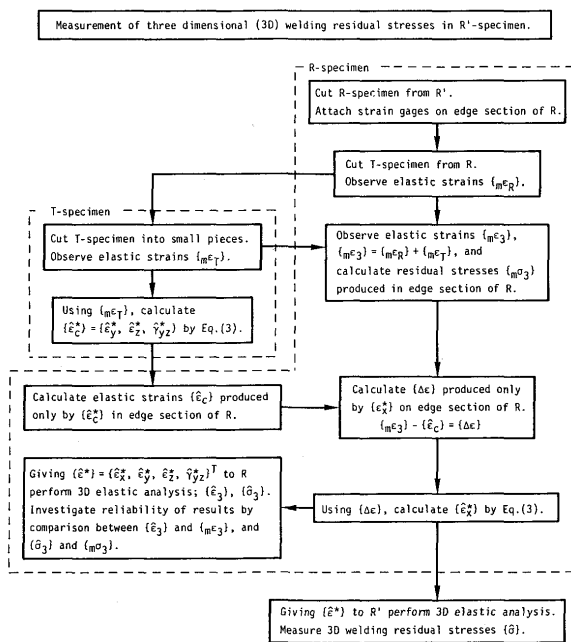 Measurement of three dimensional (3D) welding residual stresses in R'-specimen.
R-specimen
Cut R-specimen from R'.
Attach strain gages on edge section of R.
Cut T-specimen from R.
Observe elastic strains {mεR}.
T-specimen
Cut T-specimen into small pieces.
Observe elastic strains {mεT}.
Observe elastic strains {mε3},
{mε3} = {mεR} + {mεT}, and
calculate residual stresses {mσ3}
produced in edge section of R.
Using {mεT}, calculate
{ε̂*C} = {ε̂*y, ε̂*z, γ̂*yz} by Eq.(3).
Calculate elastic strains {ε̂C} produced
only by {ε̂*C} in edge section of R.
Calculate {Δε} produced only
by {ε*x} on edge section of R.
{mε3} - {ε̂C} = {Δε}
Giving {ε̂*} = {ε̂*x, ε̂*y, ε̂*z, γ̂*yz}T to R
perform 3D elastic analysis; {ε̂3}, {σ̂3}.
Investigate reliability of results by
comparison between {ε̂3} and {mε3}, and
{σ̂3} and {mσ3}.
Using {Δε}, calculate {ε̂*x} by Eq.(3).
Giving {ε̂*} to R' perform 3D elastic analysis.
Measure 3D welding residual stresses {σ̂}.